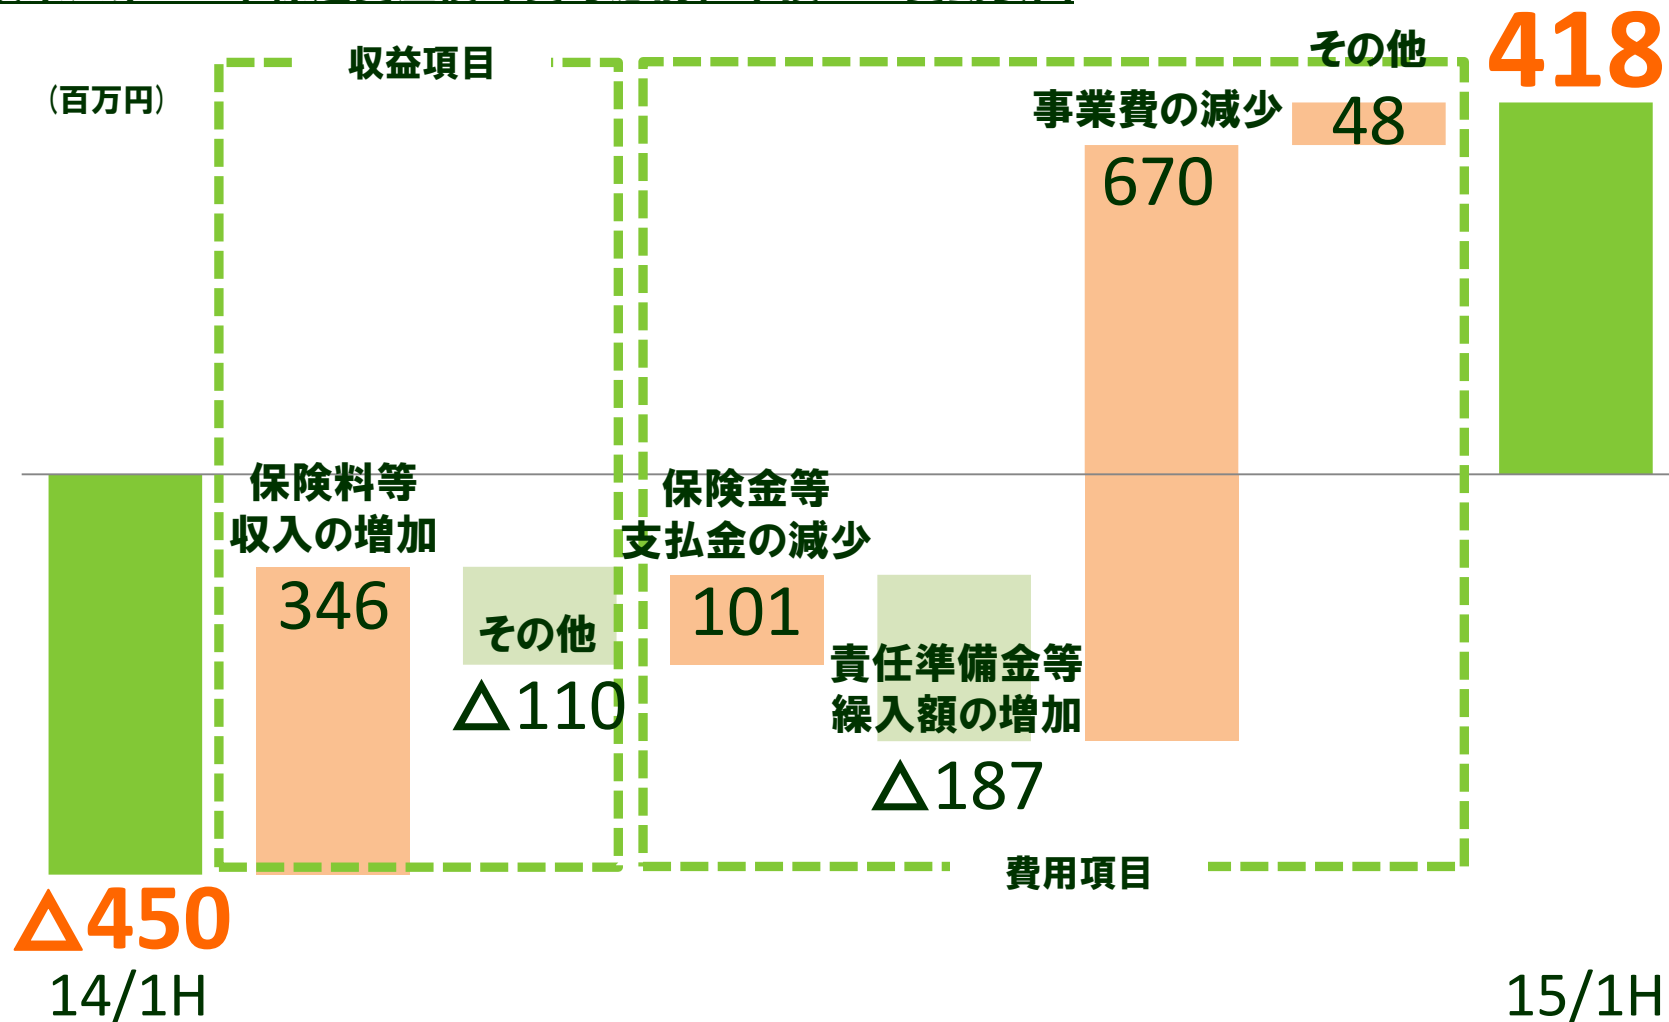 (百万円)
収益項目
その他
418
事業費の減少
48
670
保険料等
収入の増加
346
その他
△110
保険金等
支払金の減少
101
責任準備金等
繰入額の増加
△187
費用項目
△450
14/1H
15/1H